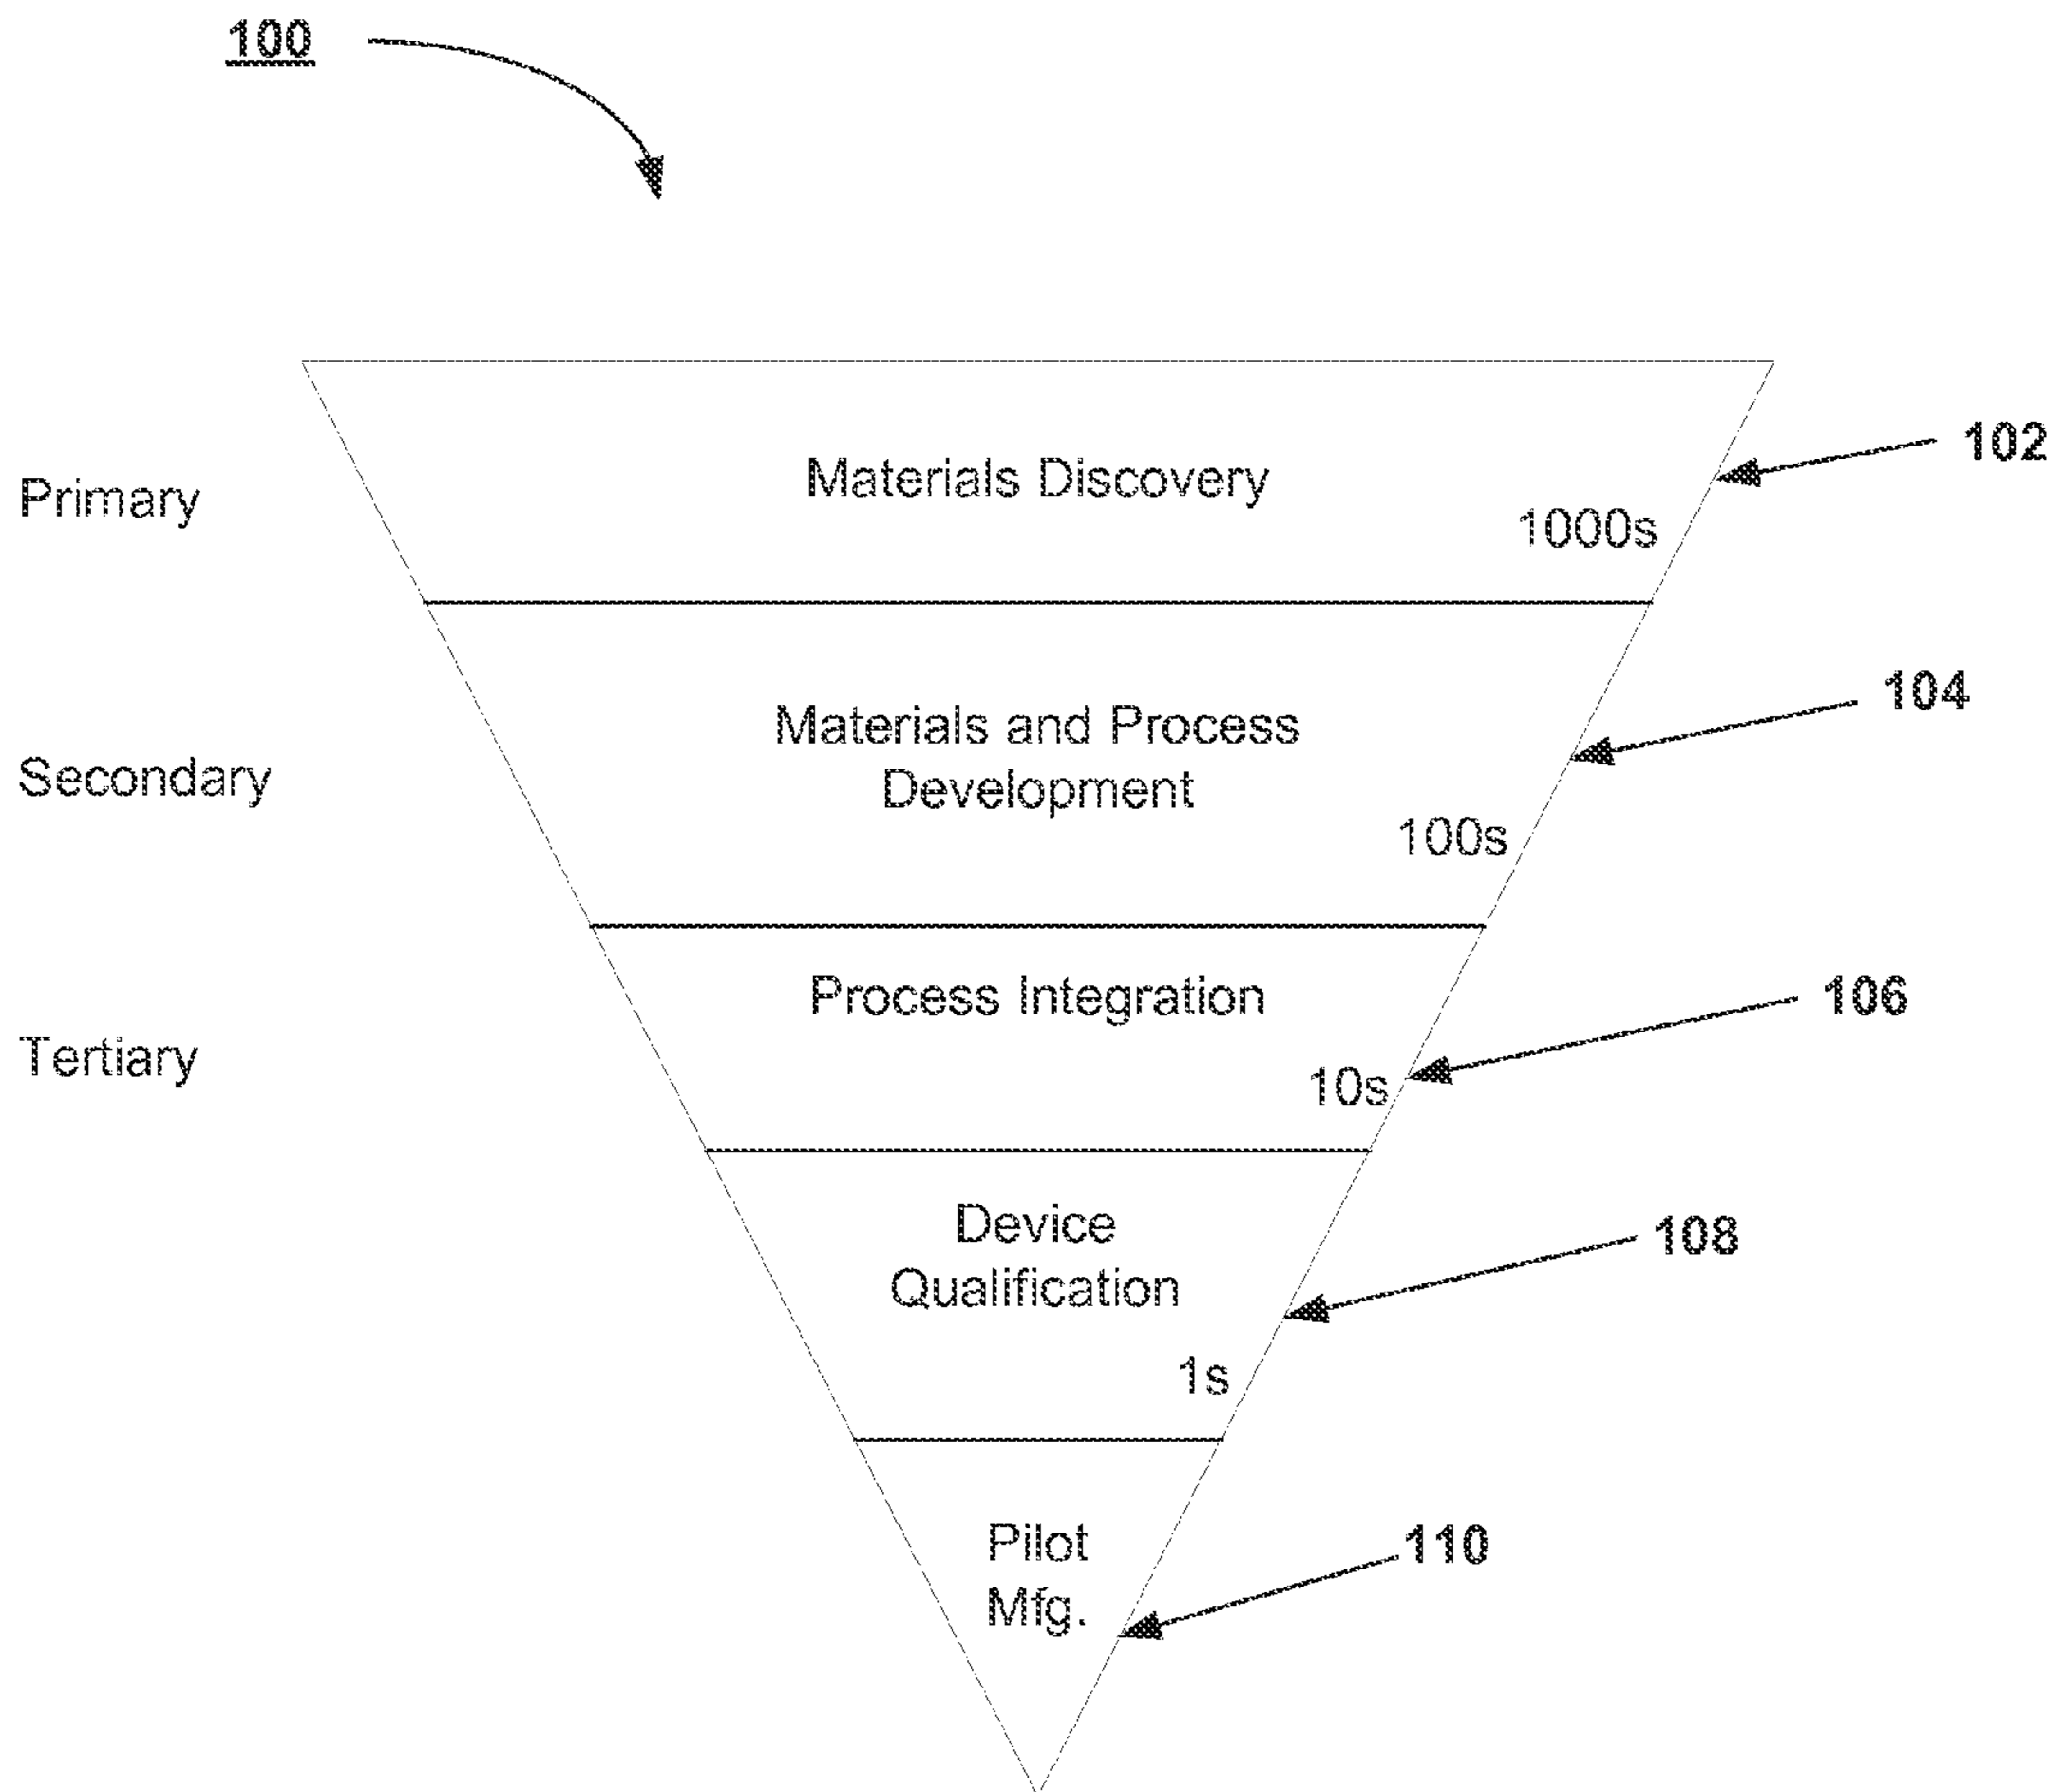 100
102
Materials Discovery
Primary
1000s
104
Materials and Process
Secondary
Development
100s
106
Process Integration
Tertiary
10s
108
Device
Qualification
1s
110
Pilot
Mfg.